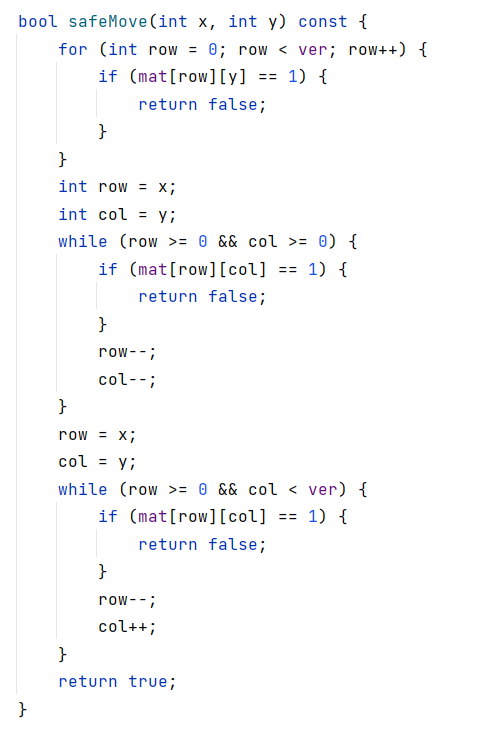 bool safeMove(int x, int y) const {
    for (int row = 0; row < ver; row++) {
        if (mat[row][y] == 1) {
            return false;
        }
    }
    int row = x;
    int col = y;
    while (row >= 0 && col >= 0) {
        if (mat[row][col] == 1) {
            return false;
        }
        row--;
        col--;
    }
    row = x;
    col = y;
    while (row >= 0 && col < ver) {
        if (mat[row][col] == 1) {
            return false;
        }
        row--;
        col++;
    }
    return true;
}